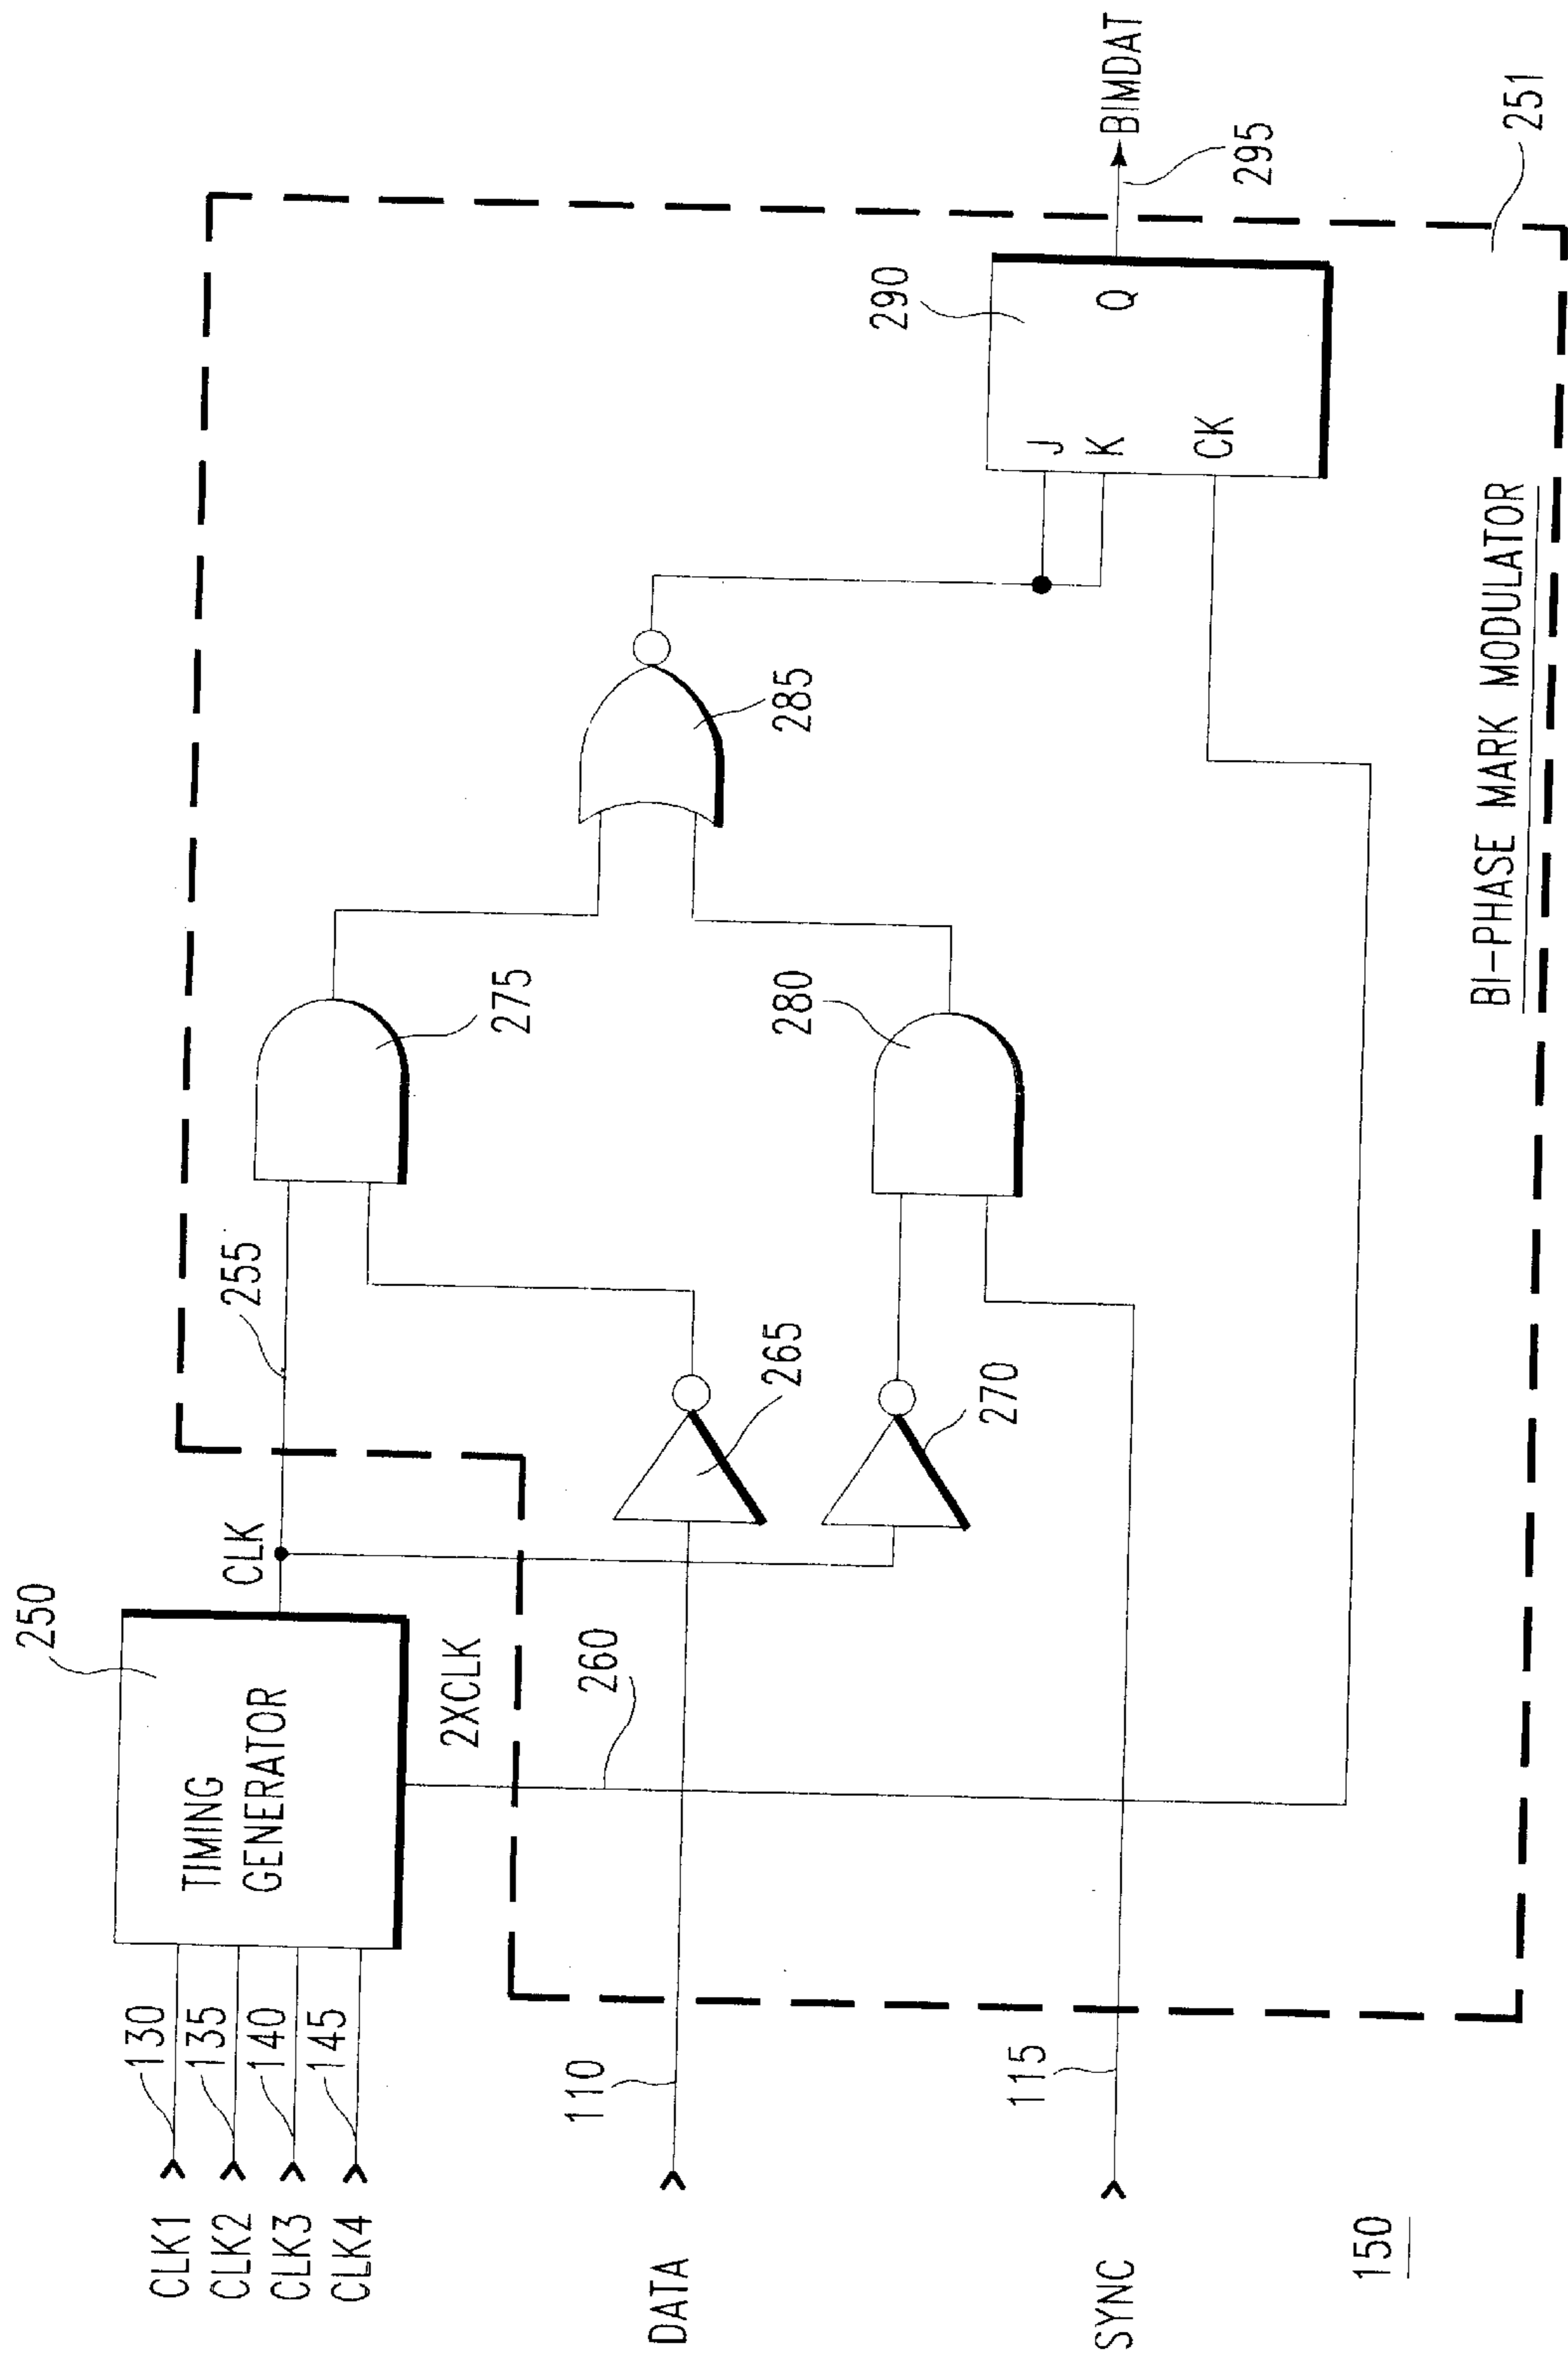 250
CLK1
130
CLK2
135
CLK3
140
CLK4
145
TIMING
GENERATOR
CLK
255
2XCLK
260
275
DATA
110
265
285
270
280
290
J
K
CK
Q
BIMDAT
295
SYNC
115
150
BI-PHASE MARK MODULATOR
251